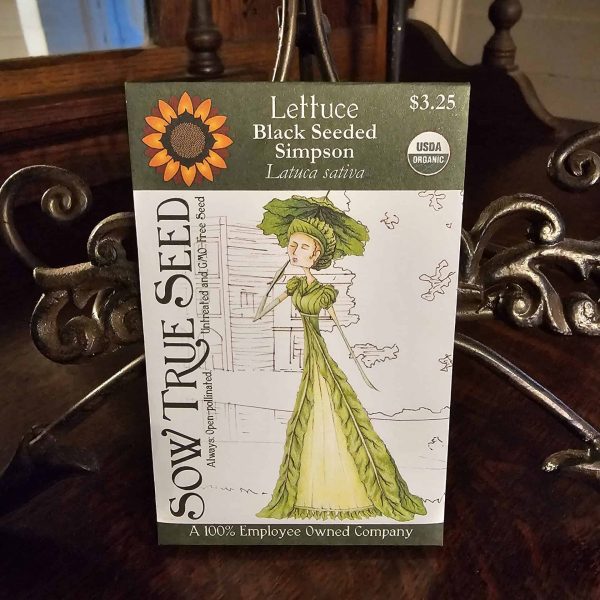 Lettuce
Black Seeded
Simpson
Latuca sativa
$3.25
USDA
ORGANIC
SOW TRUE SEED
Always: Open-pollinated, Untreated and GMO-Free Seed
A 100% Employee Owned Company